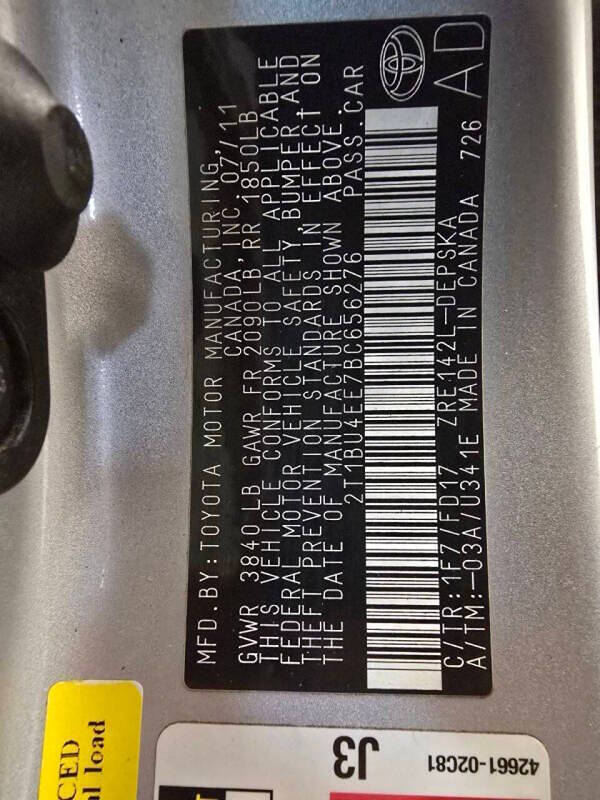 MFD.BY:TOYOTA MOTOR MANUFACTURING,
CANADA, INC. 07/11
GVWR 3840LB GAWR FR 2090LB,RR 1850LB
THIS VEHICLE CONFORMS TO ALL APPLICABLE
FEDERAL MOTOR VEHICLE SAFETY,BUMPER,AND
THEFT PREVENTION STANDARDS IN EFFECT ON
THE DATE OF MANUFACTURE SHOWN ABOVE.
2T1BU4EE7BC656276 PASS.CAR
C/TR:1F7/FD17 ZRE142L-DEPSKA
A/TM:-03A/U341E MADE IN CANADA 726
AD
J3
42661-02C81
load